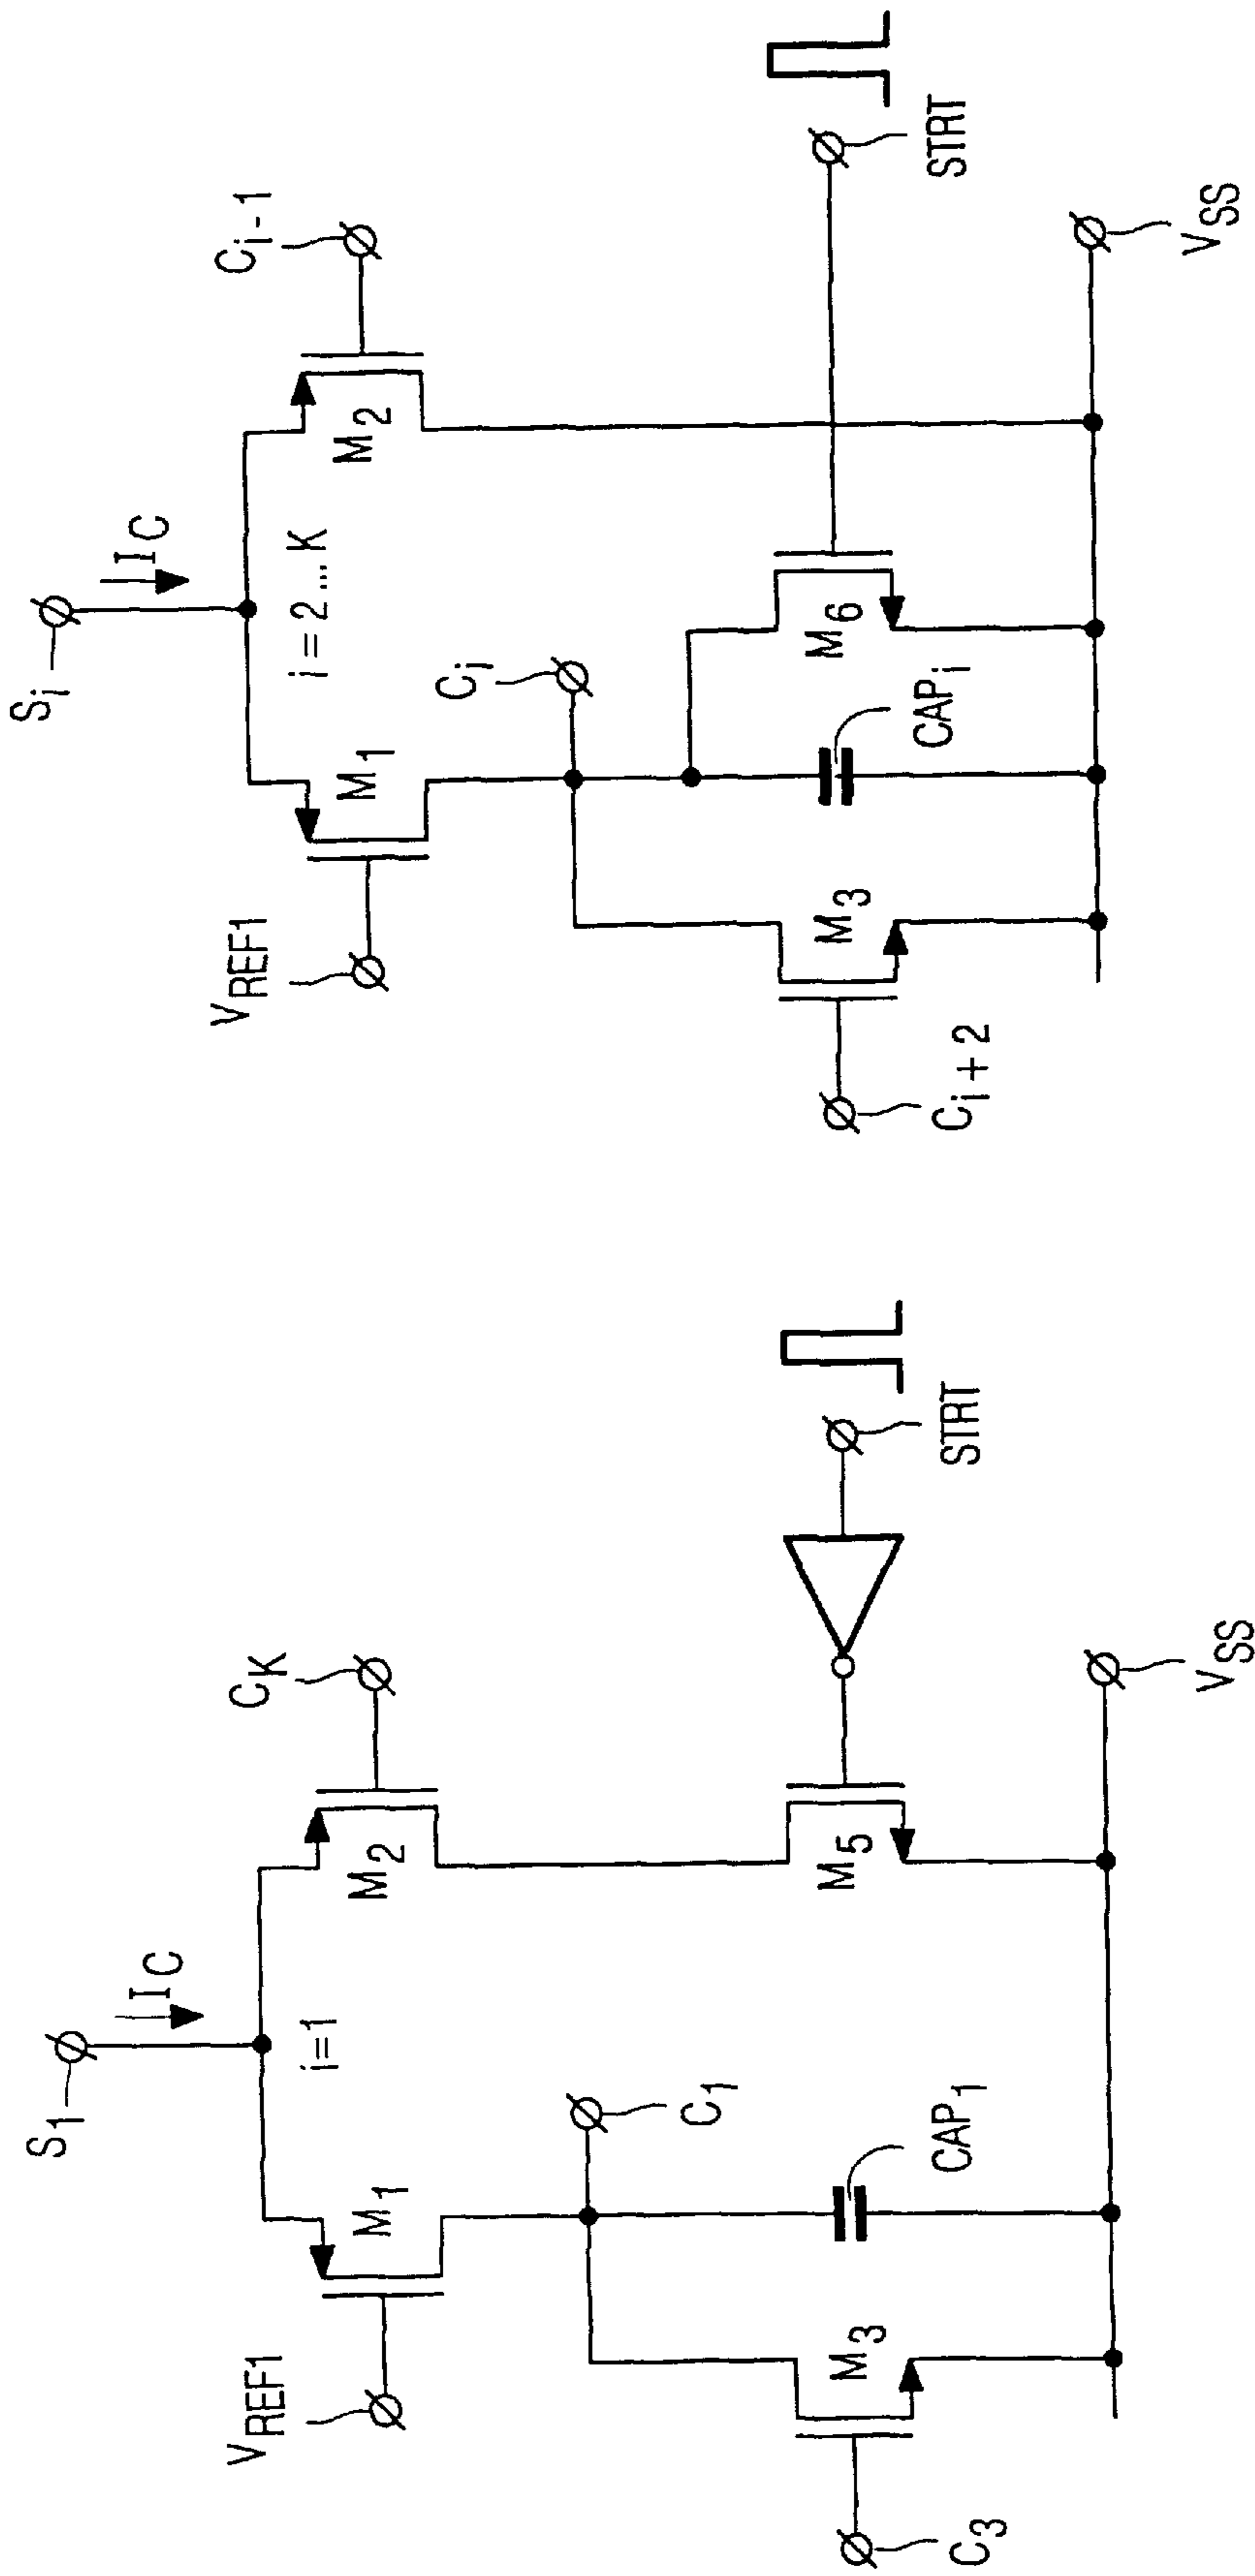 S1
IC
i=1
VREF1
M1
M2
CK
C1
CAP1
M3
C3
M5
STRT
VSS
Si
IC
i = 2 ... K
VREF1
M1
M2
Ci-1
Ci
CAPi
M3
Ci+2
M6
STRT
VSS